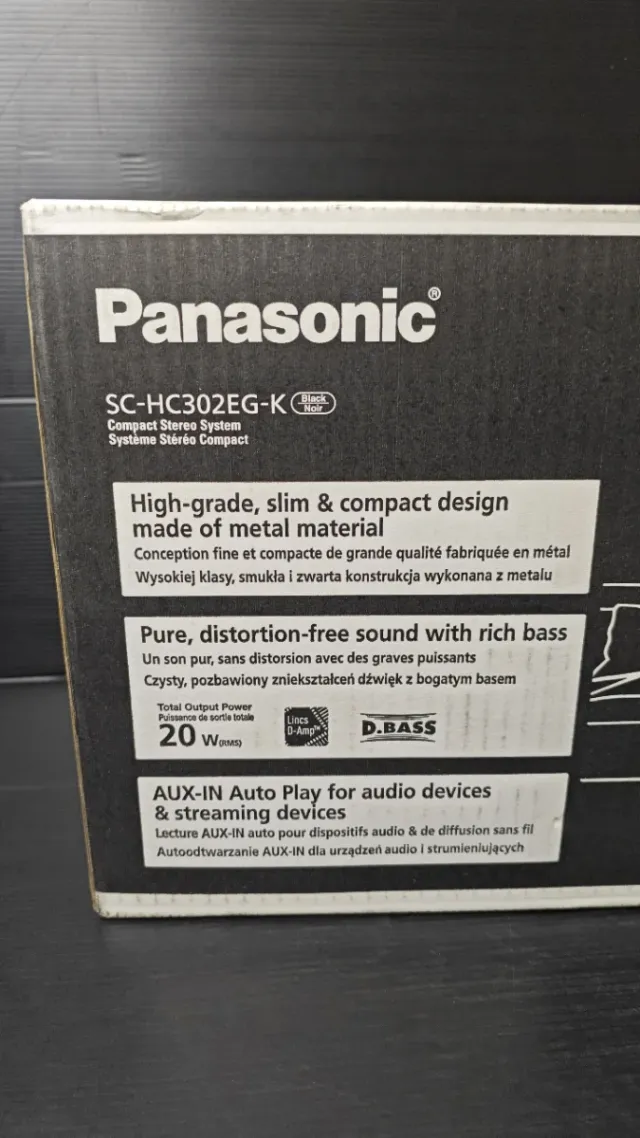 Panasonic®
SC-HC302EG-K Black
Noir
Compact Stereo System
Système Stéréo Compact
High-grade, slim & compact design
made of metal material
Conception fine et compacte de grande qualité fabriquée en métal
Wysokiej klasy, smukła i zwarta konstrukcja wykonana z metalu
Pure, distortion-free sound with rich bass
Un son pur, sans distorsion avec des graves puissants
Czysty, pozbawiony zniekształceń dźwięk z bogatym basem
Total Output Power
Puissance de sortie totale
20 W(RMS)
Lincs
D-Amp™
D.BASS
AUX-IN Auto Play for audio devices
& streaming devices
Lecture AUX-IN auto pour dispositifs audio & de diffusion sans fil
Autoodtwarzanie AUX-IN dla urządzeń audio i strumieniujących